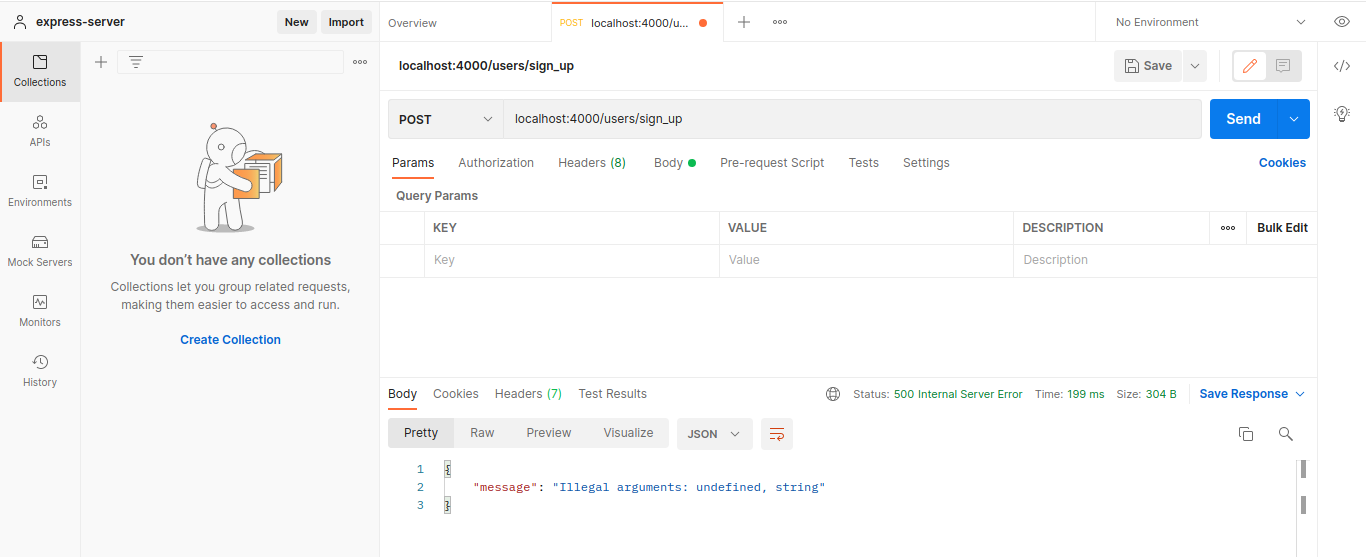 express-server
New
Import
Overview
POST localhost:4000/u...
No Environment
Collections
APIs
Environments
Mock Servers
Monitors
History
You don't have any collections
Collections let you group related requests,
making them easier to access and run.
Create Collection
localhost:4000/users/sign_up
Save
POST
localhost:4000/users/sign_up
Send
Params Authorization Headers (8) Body Pre-request Script Tests Settings Cookies
Query Params
KEY VALUE DESCRIPTION Bulk Edit
Key Value Description
Body Cookies Headers (7) Test Results Status: 500 Internal Server Error Time: 199 ms Size: 304 B Save Response
Pretty Raw Preview Visualize JSON
1 {
2 "message": "Illegal arguments: undefined, string"
3 }